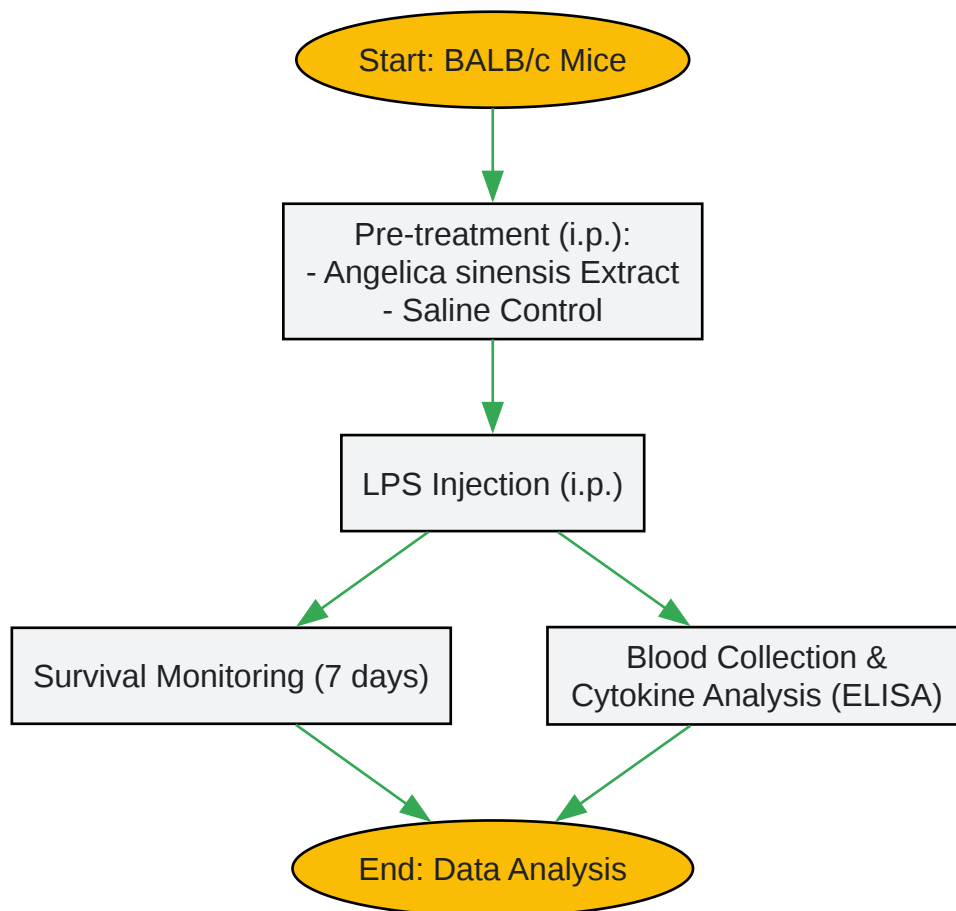 Start: BALB/c Mice
Pre-treatment (i.p.):
- Angelica sinensis Extract
- Saline Control
LPS Injection (i.p.)
Survival Monitoring (7 days)
Blood Collection &
Cytokine Analysis (ELISA)
End: Data Analysis